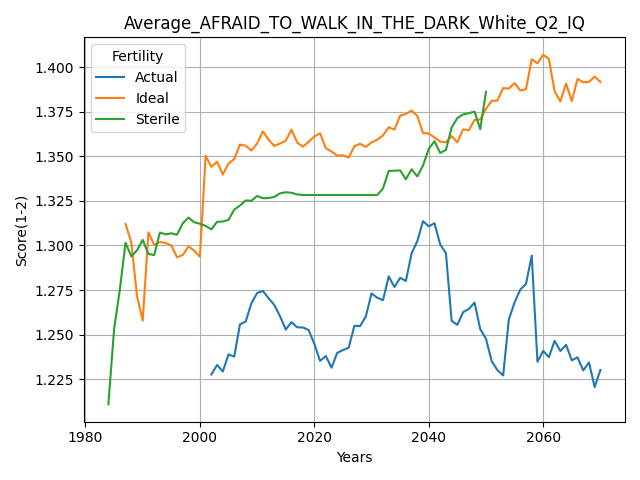 Average_AFRAID_TO_WALK_IN_THE_DARK_White_Q2_IQ
Fertility
Actual
Ideal
Sterile
Score(1-2)
1.400
1.375
1.350
1.325
1.300
1.275
1.250
1.225
1980
2000
2020
2040
2060
Years